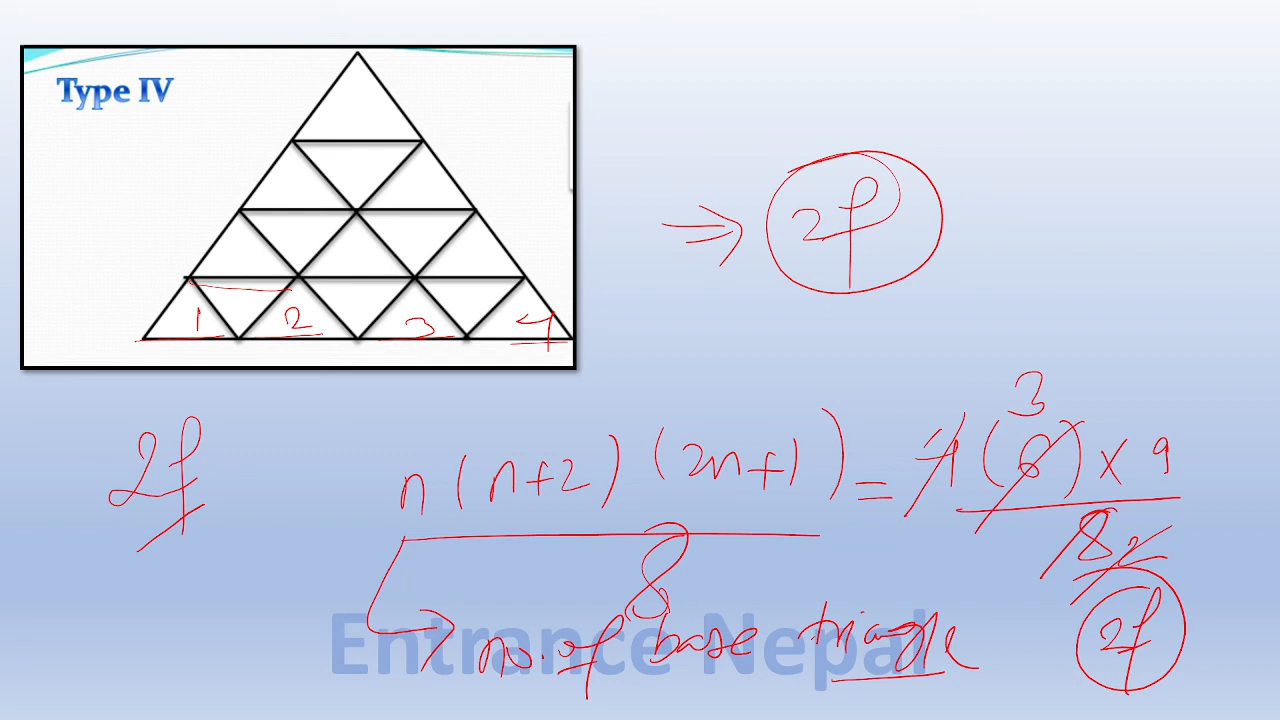 Type IV
1 2 3 4
⇒ 27
27
n(n+2)(2n+1) / 8 = 4(6)×9 / 8 2
3
27
no. of base triangle
Entrance Nepal